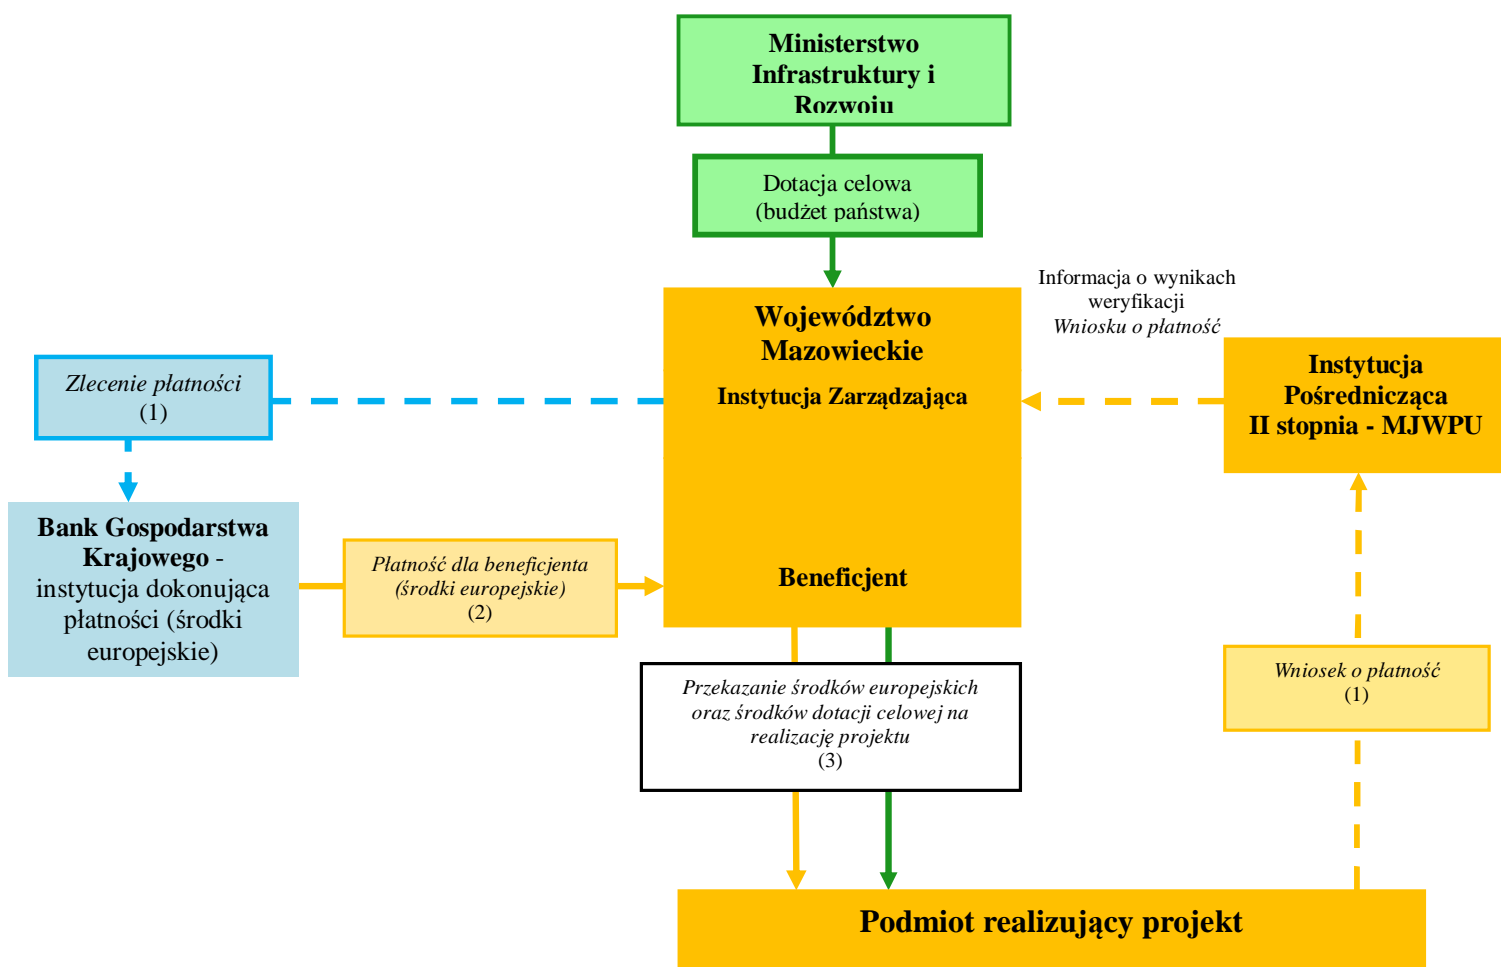 Ministerstwo
Infrastruktury i
Rozwoju
Dotacja celowa
(budżet państwa)
Informacja o wynikach
weryfikacji
Wniosku o płatność
Województwo
Mazowieckie
Instytucja Zarządzająca
Beneficjent
Instytucja
Pośrednicząca
II stopnia - MJWPU
Zlecenie płatności
(1)
Bank Gospodarstwa
Krajowego -
instytucja dokonująca
płatności (środki
europejskie)
Płatność dla beneficjenta
(środki europejskie)
(2)
Przekazanie środków europejskich
oraz środków dotacji celowej na
realizację projektu
(3)
Wniosek o płatność
(1)
Podmiot realizujący projekt